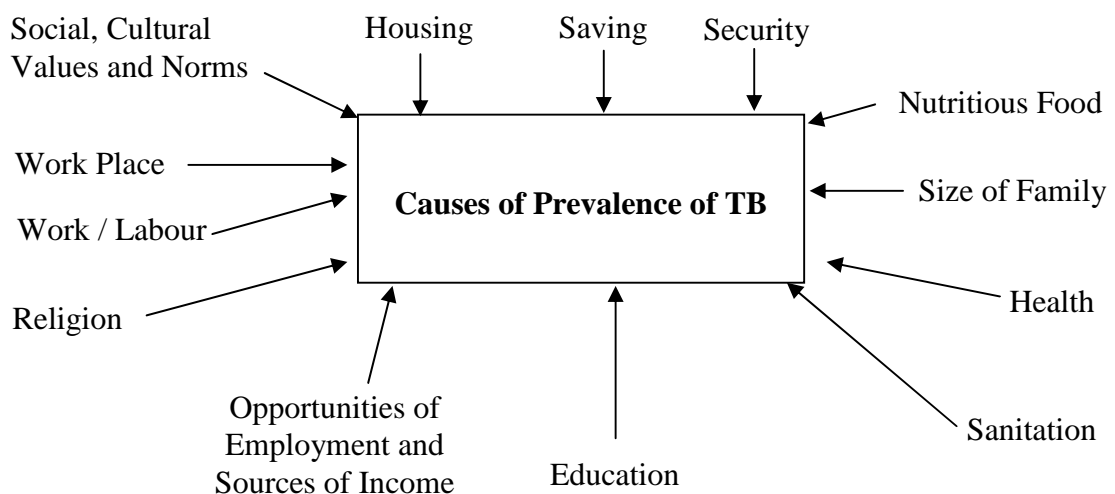 Social, Cultural
Values and Norms
Housing
Saving
Security
Nutritious Food
Work Place
Causes of Prevalence of TB
Size of Family
Work / Labour
Religion
Health
Opportunities of
Employment and
Sources of Income
Education
Sanitation